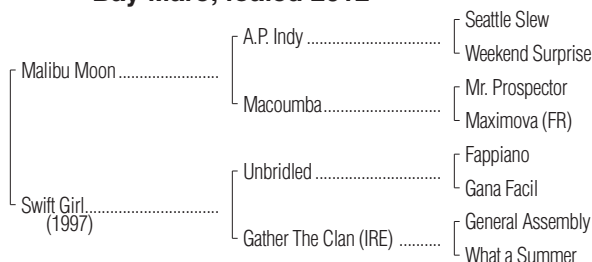 Bay Mare; foaled 2012
Seattle Slew
A.P. Indy ........................................
Weekend Surprise
Malibu Moon ..............................
Mr. Prospector
Macoumba...................................
Maximova (FR)
Fappiano
Unbridled .....................................
Gana Facil
Swift Girl........................................
(1997)
General Assembly
Gather The Clan (IRE) ..........
What a Summer